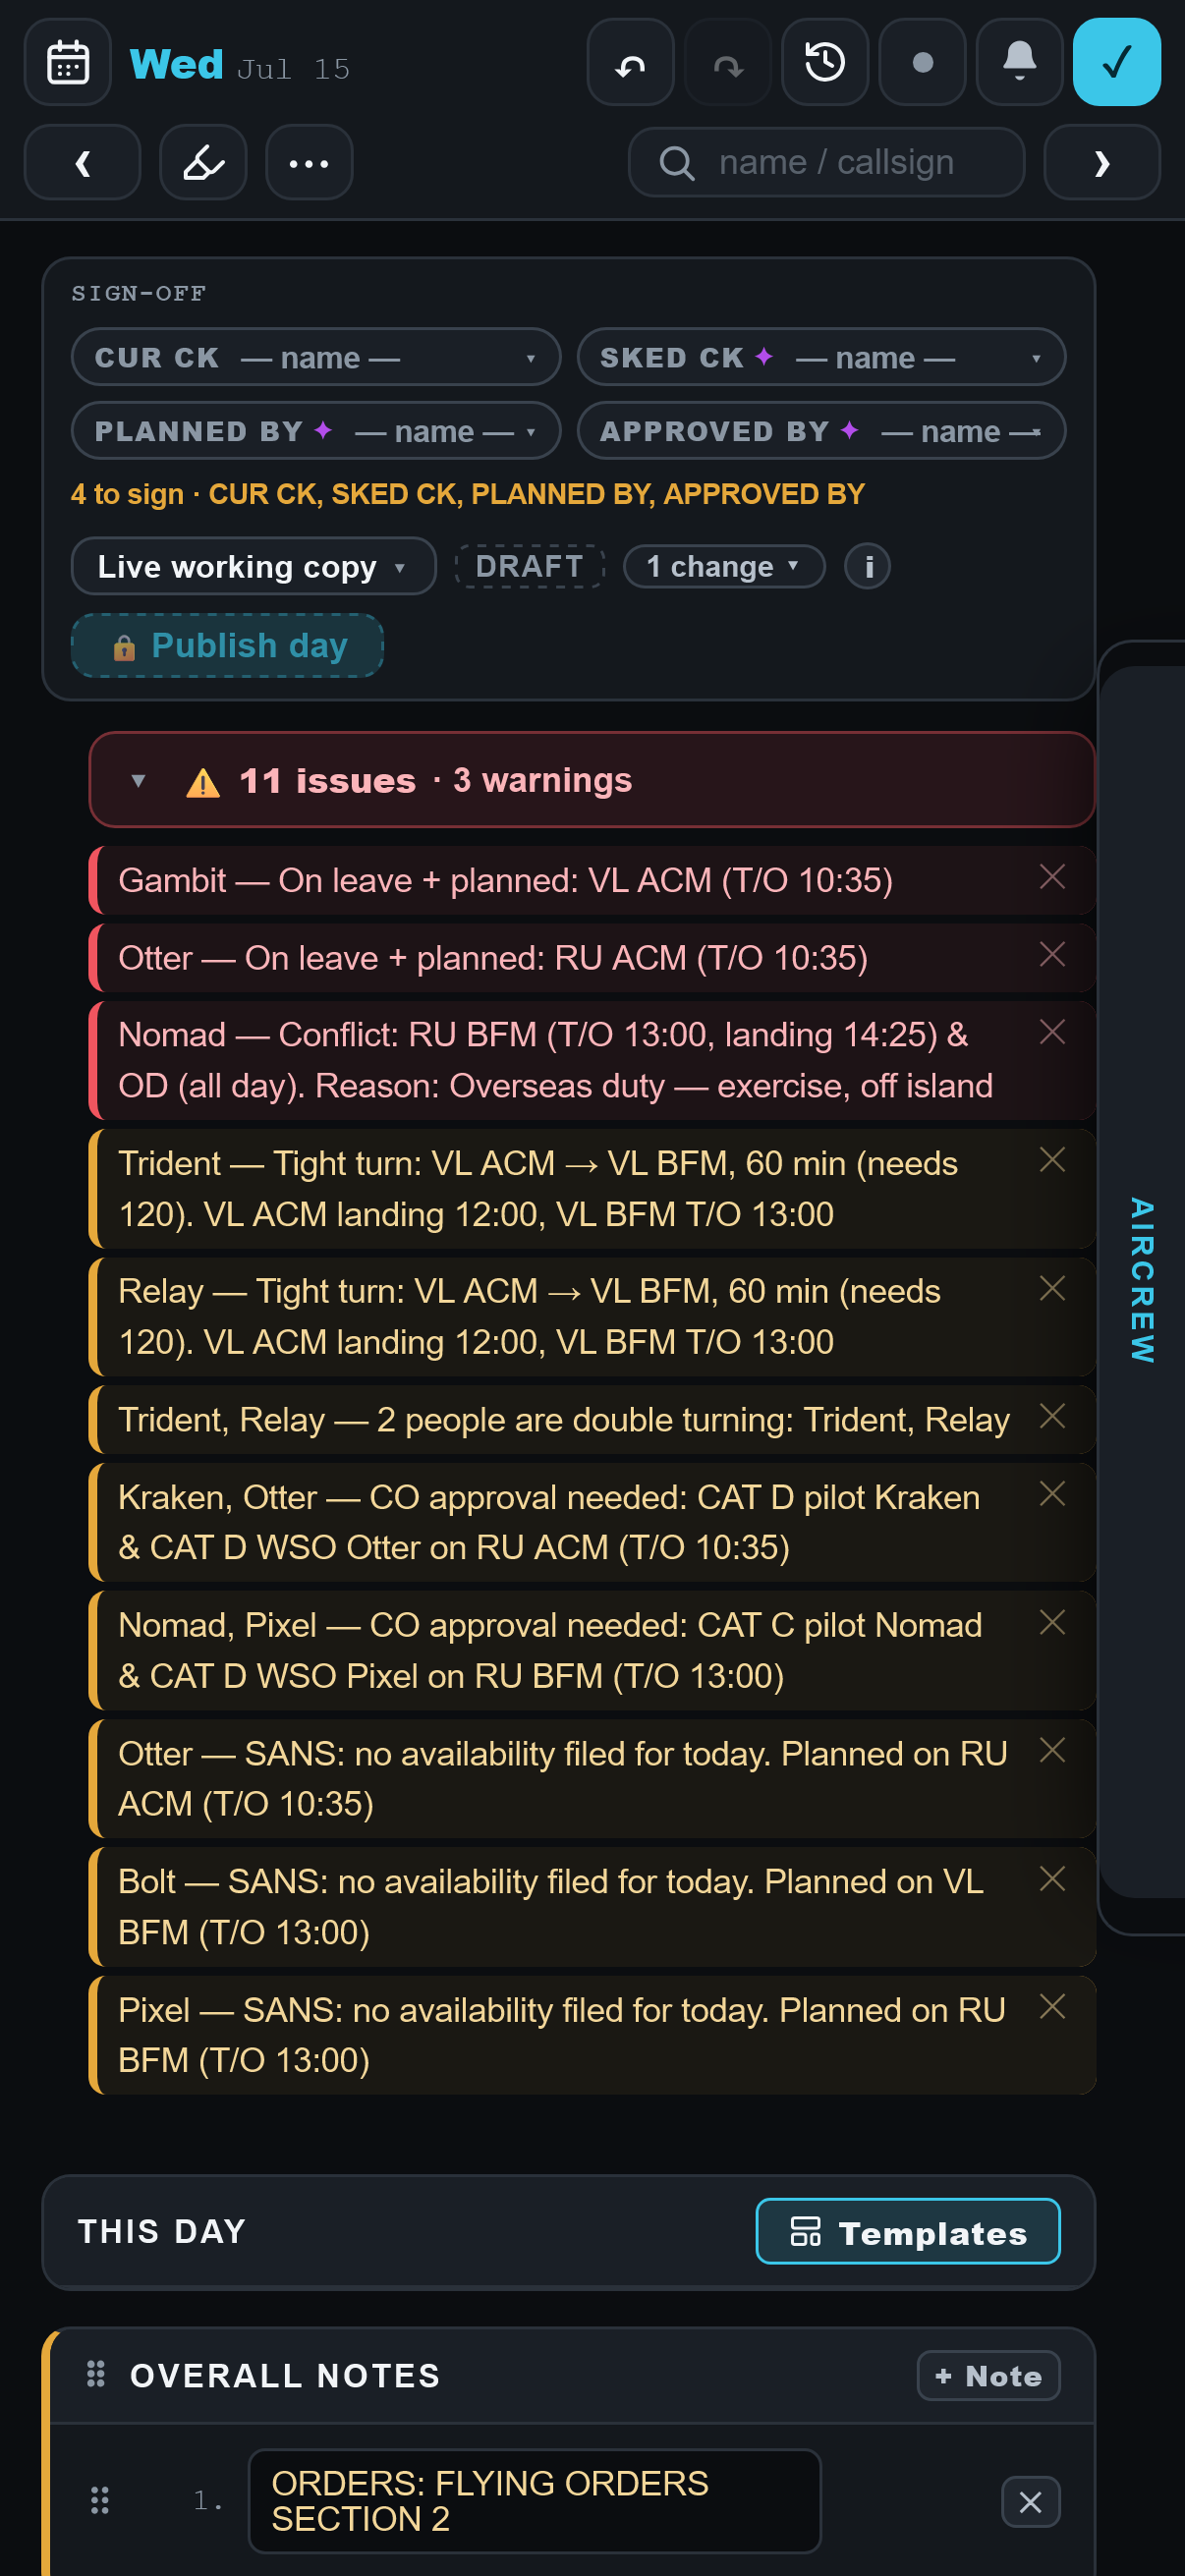 Wed Jul 15
name / callsign
SIGN-OFF
CUR CK — name —
SKED CK — name —
PLANNED BY — name —
APPROVED BY — name —
4 to sign · CUR CK, SKED CK, PLANNED BY, APPROVED BY
Live working copy
DRAFT
1 change
i
Publish day
11 issues · 3 warnings
Gambit — On leave + planned: VL ACM (T/O 10:35)
Otter — On leave + planned: RU ACM (T/O 10:35)
Nomad — Conflict: RU BFM (T/O 13:00, landing 14:25) &
OD (all day). Reason: Overseas duty — exercise, off island
Trident — Tight turn: VL ACM → VL BFM, 60 min (needs
120). VL ACM landing 12:00, VL BFM T/O 13:00
Relay — Tight turn: VL ACM → VL BFM, 60 min (needs
120). VL ACM landing 12:00, VL BFM T/O 13:00
Trident, Relay — 2 people are double turning: Trident, Relay
Kraken, Otter — CO approval needed: CAT D pilot Kraken
& CAT D WSO Otter on RU ACM (T/O 10:35)
Nomad, Pixel — CO approval needed: CAT C pilot Nomad
& CAT D WSO Pixel on RU BFM (T/O 13:00)
Otter — SANS: no availability filed for today. Planned on RU
ACM (T/O 10:35)
Bolt — SANS: no availability filed for today. Planned on VL
BFM (T/O 13:00)
Pixel — SANS: no availability filed for today. Planned on RU
BFM (T/O 13:00)
AIRCREW
THIS DAY
Templates
OVERALL NOTES
+ Note
1.
ORDERS: FLYING ORDERS
SECTION 2